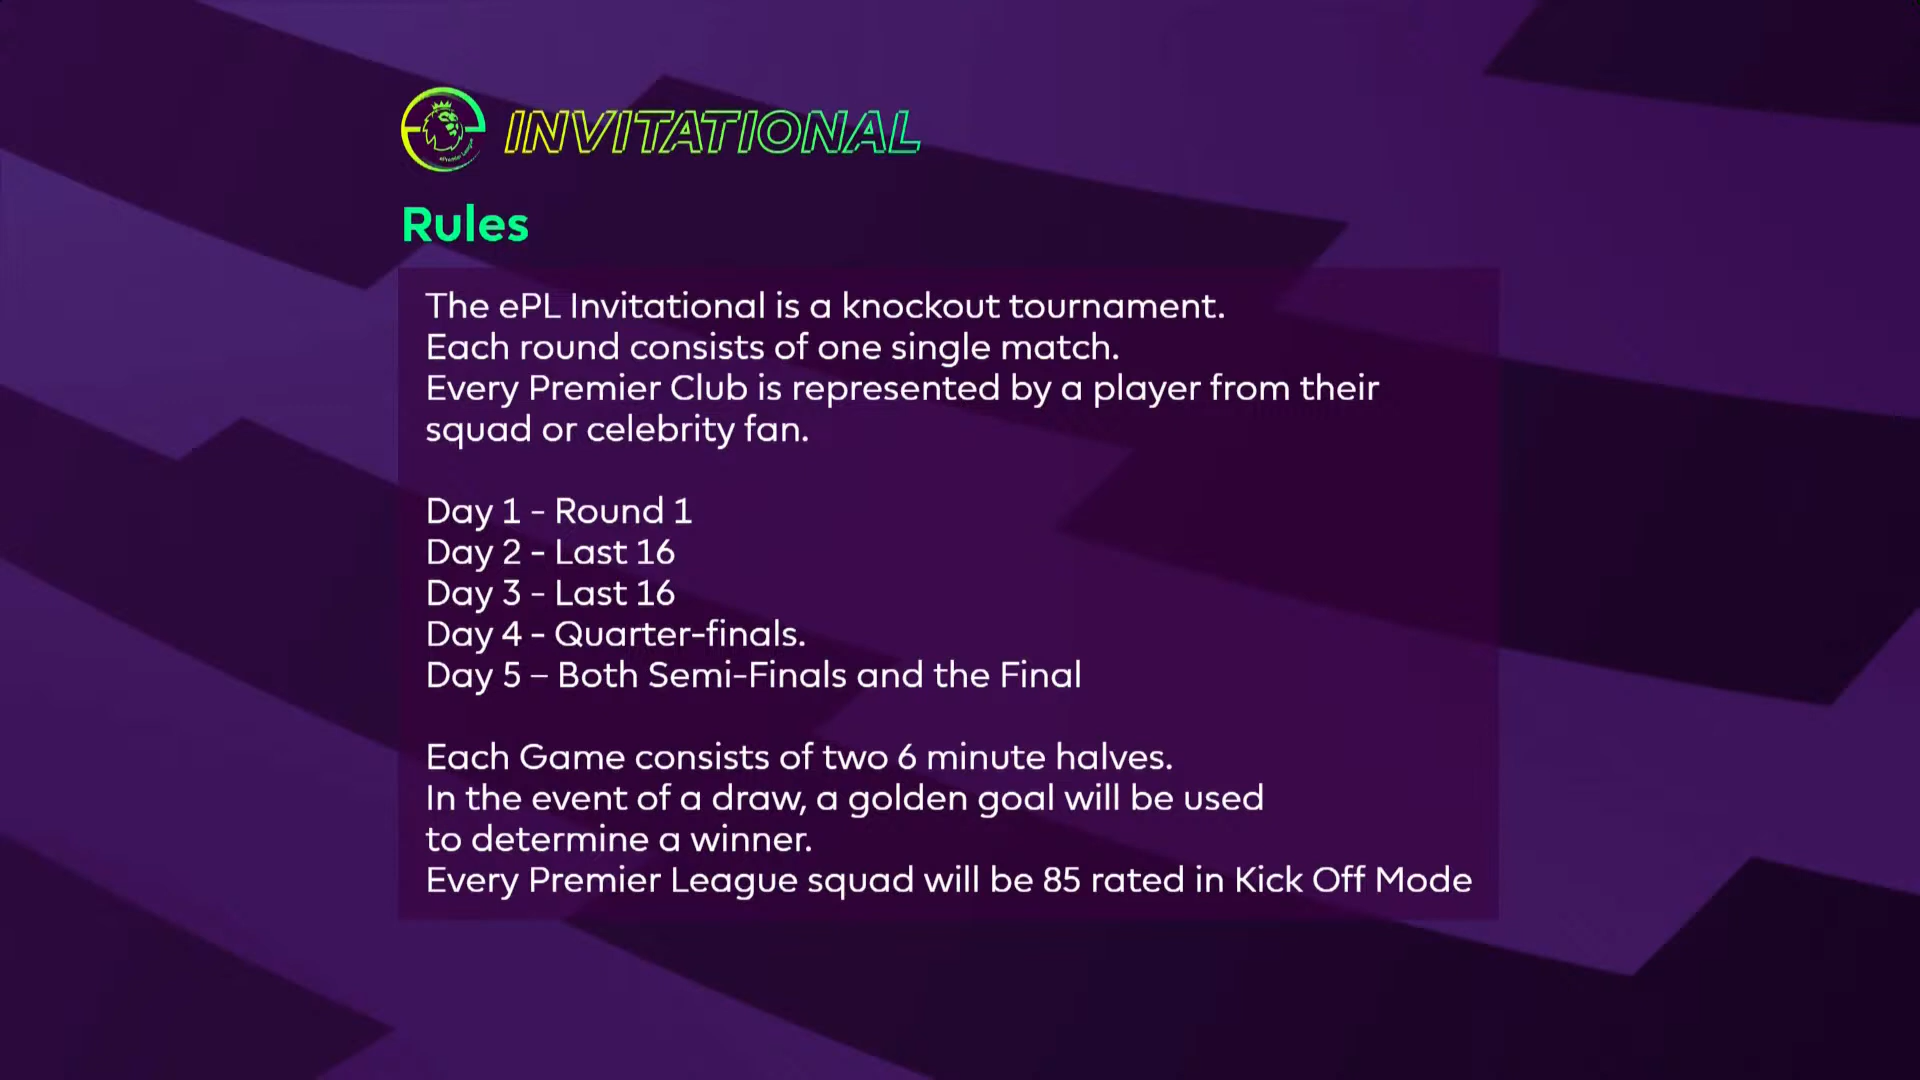 INVITATIONAL
Rules
The ePL Invitational is a knockout tournament.
Each round consists of one single match.
Every Premier Club is represented by a player from their
squad or celebrity fan.
Day 1 - Round 1
Day 2 - Last 16
Day 3 - Last 16
Day 4 - Quarter-finals.
Day 5 – Both Semi-Finals and the Final
Each Game consists of two 6 minute halves.
In the event of a draw, a golden goal will be used
to determine a winner.
Every Premier League squad will be 85 rated in Kick Off Mode